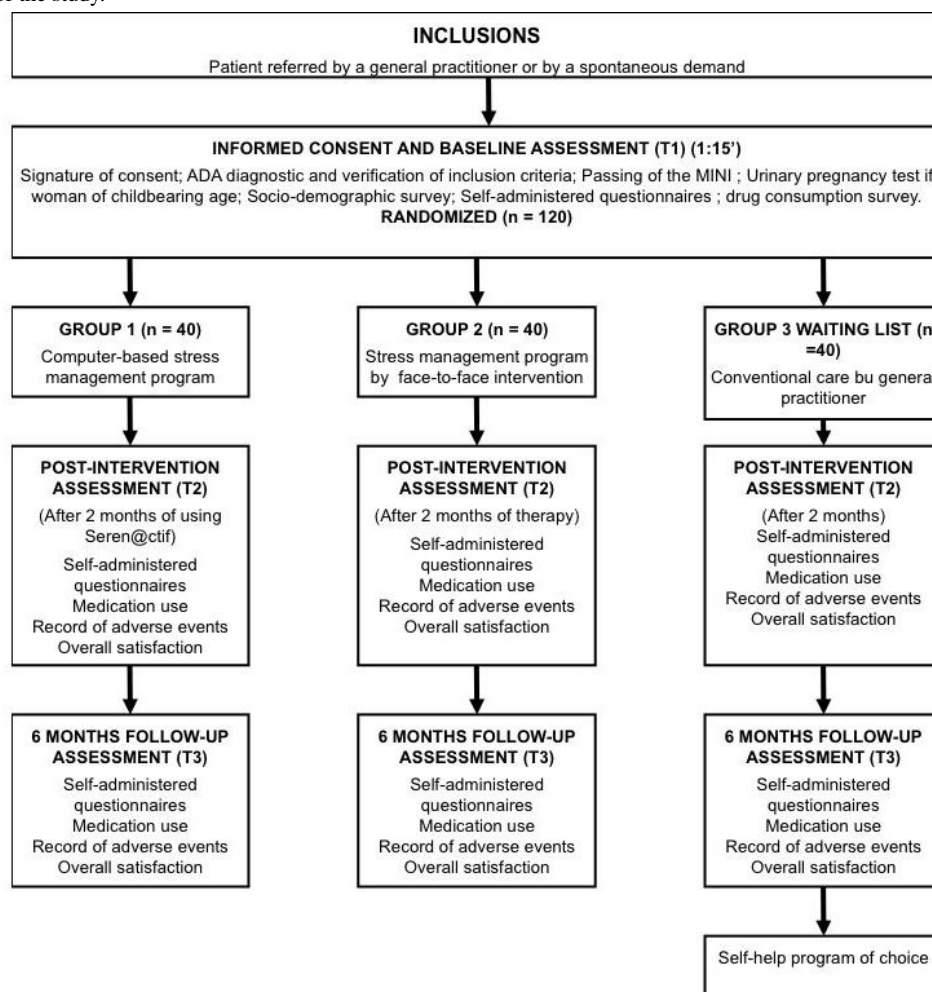 of the study.
INCLUSIONS
Patient referred by a general practitioner or by a spontaneous demand
INFORMED CONSENT AND BASELINE ASSESSMENT (T1) (1:15’)
Signature of consent; ADA diagnostic and verification of inclusion criteria; Passing of the MINI ; Urinary pregnancy test if
woman of childbearing age; Socio-demographic survey; Self-administered questionnaires ; drug consumption survey.
RANDOMIZED (n = 120)
GROUP 1 (n = 40)
Computer-based stress
management program
GROUP 2 (n = 40)
Stress management program
by face-to-face intervention
GROUP 3 WAITING LIST (n
=40)
Conventional care bu general
practitioner
POST-INTERVENTION
ASSESSMENT (T2)
(After 2 months of using
Seren@ctif)
Self-administered
questionnaires
Medication use
Record of adverse events
Overall satisfaction
POST-INTERVENTION
ASSESSMENT (T2)
(After 2 months of therapy)
Self-administered
questionnaires
Medication use
Record of adverse events
Overall satisfaction
POST-INTERVENTION
ASSESSMENT (T2)
(After 2 months)
Self-administered
questionnaires
Medication use
Record of adverse events
Overall satisfaction
6 MONTHS FOLLOW-UP
ASSESSMENT (T3)
Self-administered
questionnaires
Medication use
Record of adverse events
Overall satisfaction
6 MONTHS FOLLOW-UP
ASSESSMENT (T3)
Self-administered
questionnaires
Medication use
Record of adverse events
Overall satisfaction
6 MONTHS FOLLOW-UP
ASSESSMENT (T3)
Self-administered
questionnaires
Medication use
Record of adverse events
Overall satisfaction
Self-help program of choice